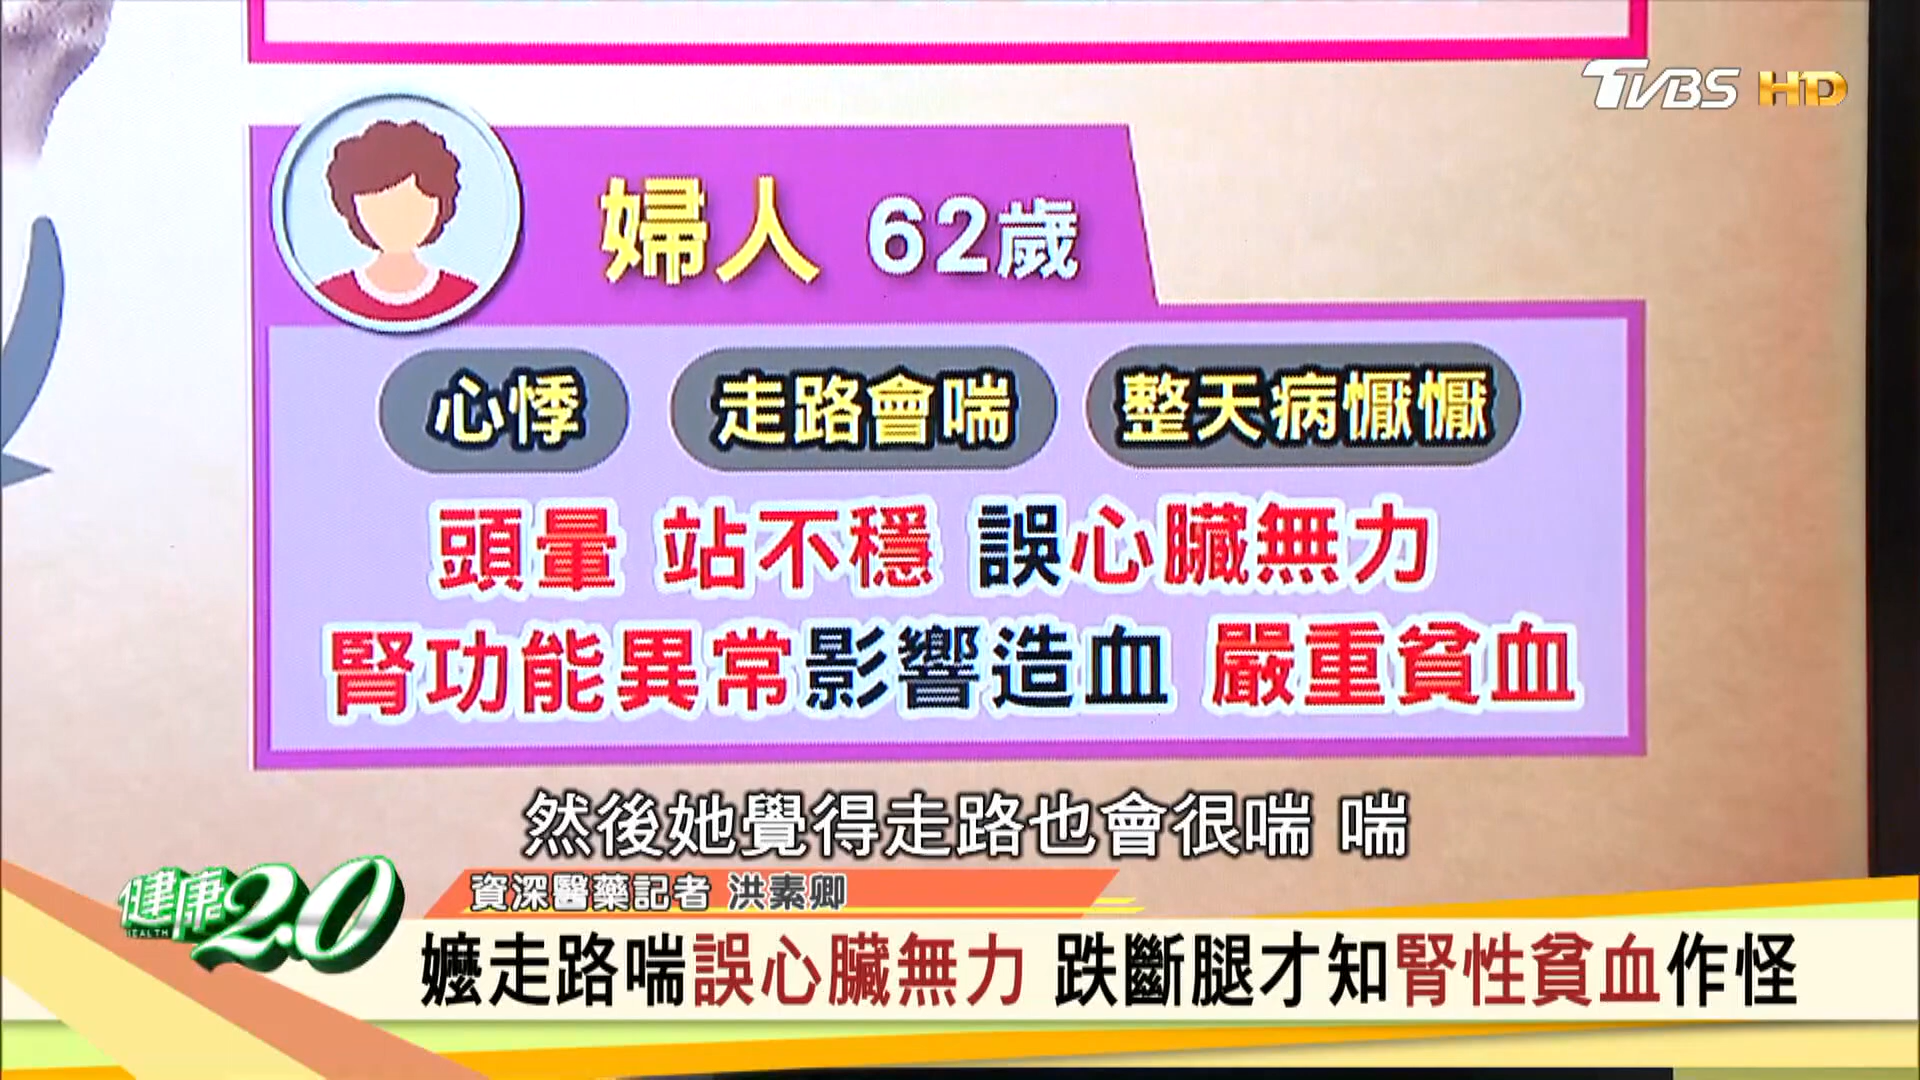 TVBS HD
婦人 62歲
心悸 走路會喘 整天病懨懨
頭暈 站不穩 誤心臟無力
腎功能異常影響造血 嚴重貧血
然後她覺得走路也會很喘 喘
健康2.0
HEALTH
資深醫藥記者 洪素卿
嬤走路喘誤心臟無力 跌斷腿才知腎性貧血作怪